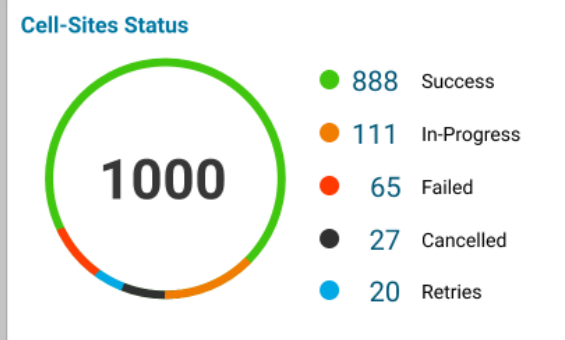 Cell-Sites Status
1000
888 Success
111 In-Progress
65 Failed
27 Cancelled
20 Retries